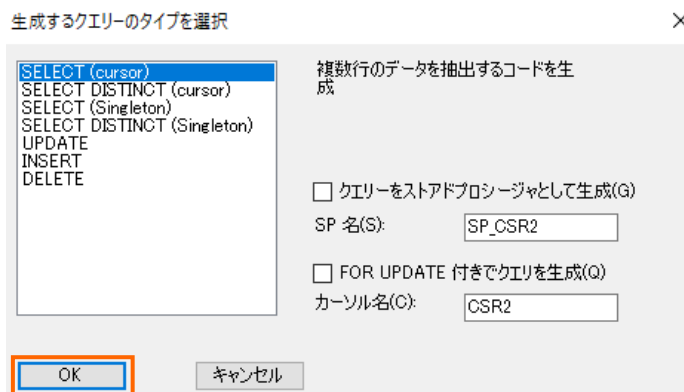 生成するクエリーのタイプを選択
SELECT (cursor)
SELECT DISTINCT (cursor)
SELECT (Singleton)
SELECT DISTINCT (Singleton)
UPDATE
INSERT
DELETE
複数行のデータを抽出するコードを生
成
クエリーをストアドプロシージャとして生成(G)
SP 名(S):
SP_CSR2
FOR UPDATE 付きでクエリを生成(Q)
カーソル名(C):
CSR2
OK
キャンセル